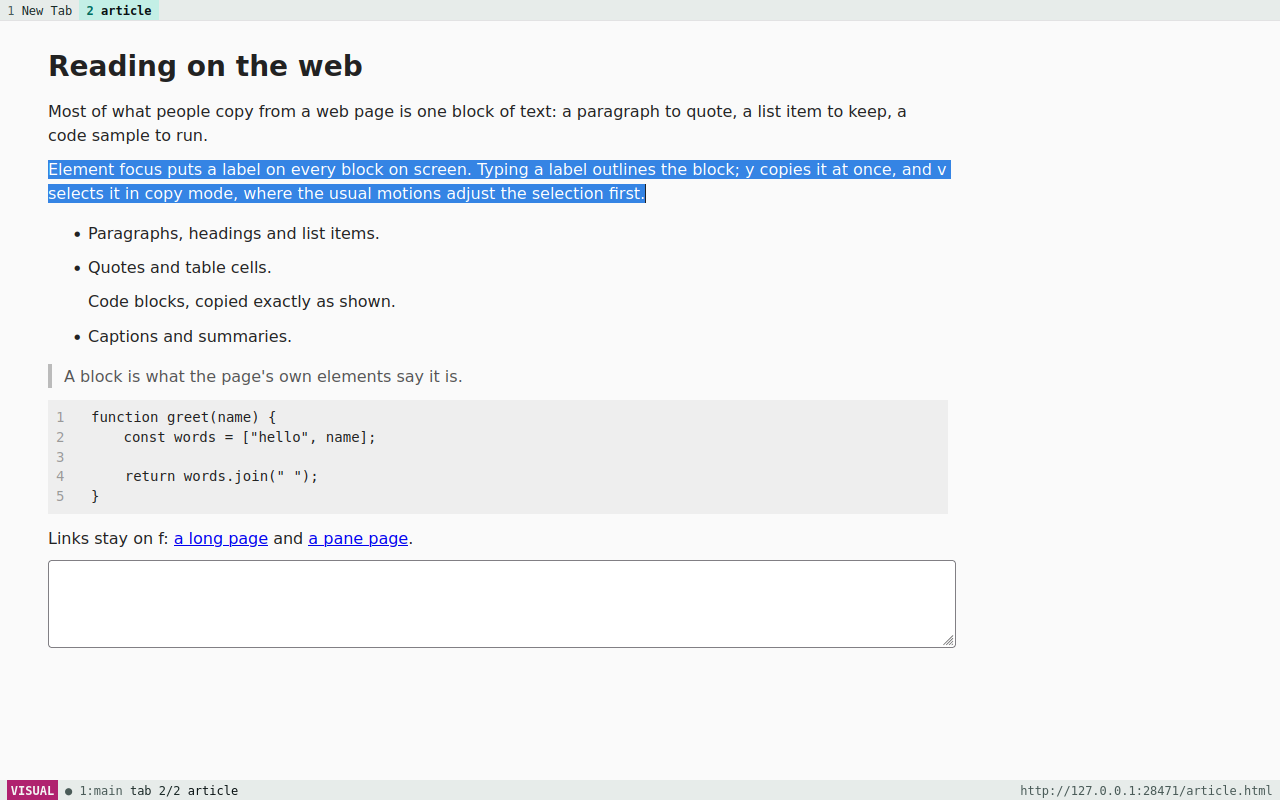 1 New Tab 2 article
Reading on the web
Most of what people copy from a web page is one block of text: a paragraph to quote, a list item to keep, a
code sample to run.
Element focus puts a label on every block on screen. Typing a label outlines the block; y copies it at once, and v
selects it in copy mode, where the usual motions adjust the selection first.
• Paragraphs, headings and list items.
• Quotes and table cells.
Code blocks, copied exactly as shown.
• Captions and summaries.
A block is what the page's own elements say it is.
1 function greet(name) {
2     const words = ["hello", name];
3
4     return words.join(" ");
5 }
Links stay on f: a long page and a pane page.
VISUAL ● 1:main tab 2/2 article http://127.0.0.1:28471/article.html